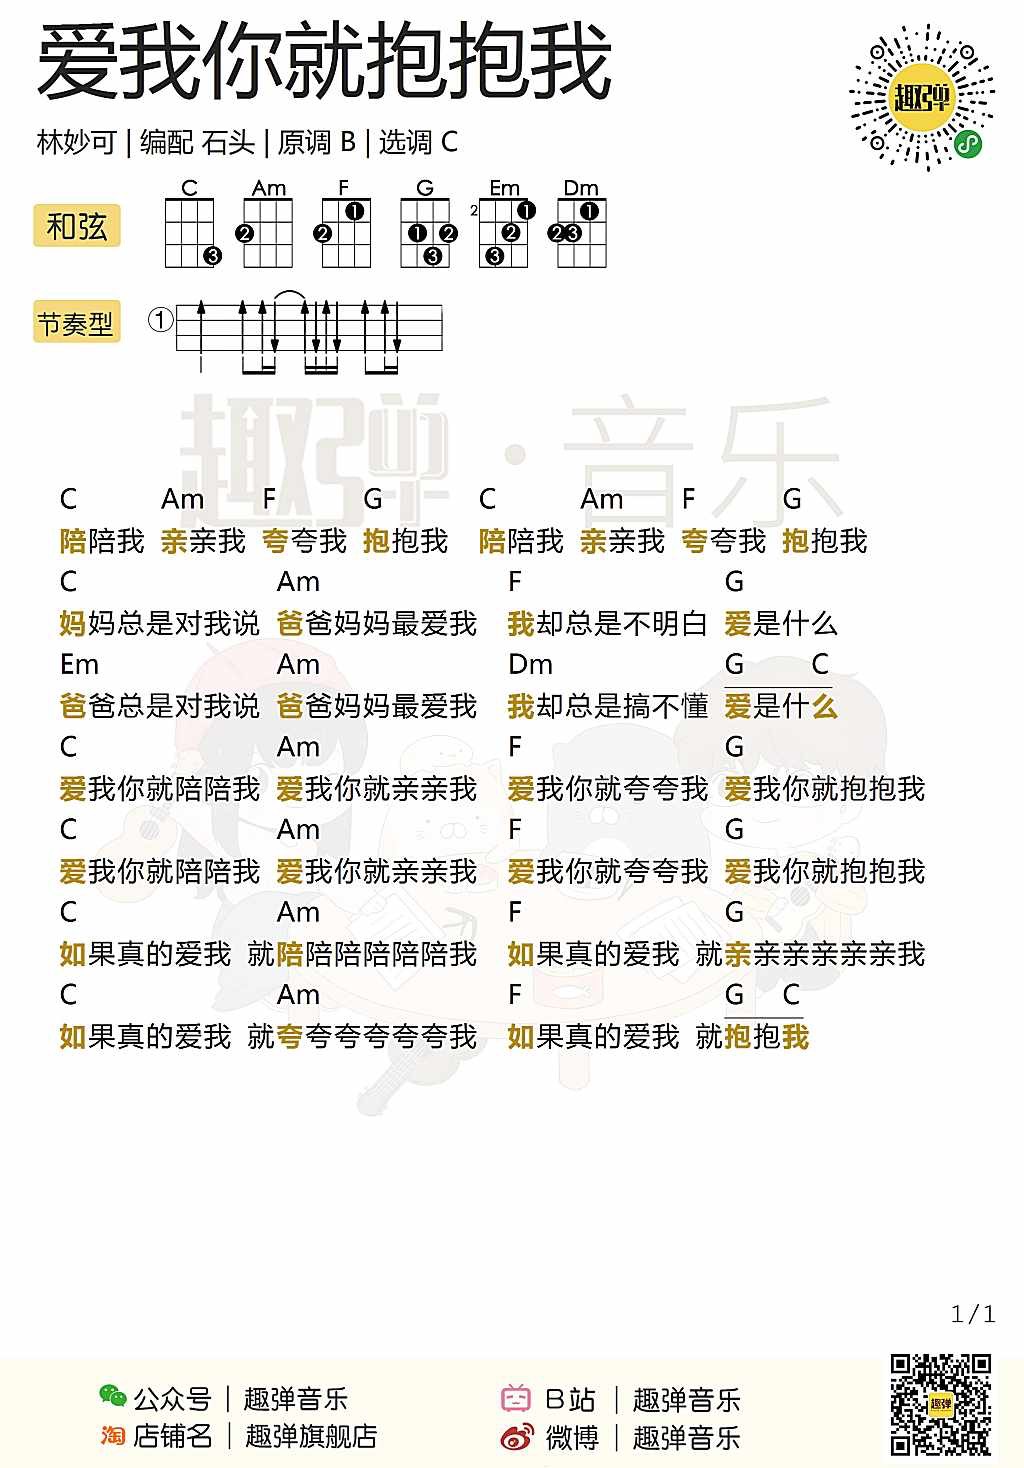 爱我你就抱抱我
趣弹
林妙可 | 编配 石头 | 原调 B | 选调 C
和弦
C Am F G Em Dm
3 2 2 1 1 2 3 2 1 2 3 1 2 3
节奏型
1
趣弹·音乐
C Am F G C Am F G
陪陪我 亲亲我 夸夸我 抱抱我 陪陪我 亲亲我 夸夸我 抱抱我
C Am F G
妈妈总是对我说 爸爸妈妈最爱我 我却总是不明白 爱是什么
Em Am Dm G C
爸爸总是对我说 爸爸妈妈最爱我 我却总是搞不懂 爱是什么
C Am F G
爱我你就陪陪我 爱我你就亲亲我 爱我你就夸夸我 爱我你就抱抱我
C Am F G
爱我你就陪陪我 爱我你就亲亲我 爱我你就夸夸我 爱我你就抱抱我
C Am F G
如果真的爱我 就陪陪陪陪陪陪我 如果真的爱我 就亲亲亲亲亲亲我
C Am F G C
如果真的爱我 就夸夸夸夸夸夸我 如果真的爱我 就抱抱我
1/1
公众号 | 趣弹音乐 B站 | 趣弹音乐
淘 店铺名 | 趣弹旗舰店 微博 | 趣弹音乐
趣弹